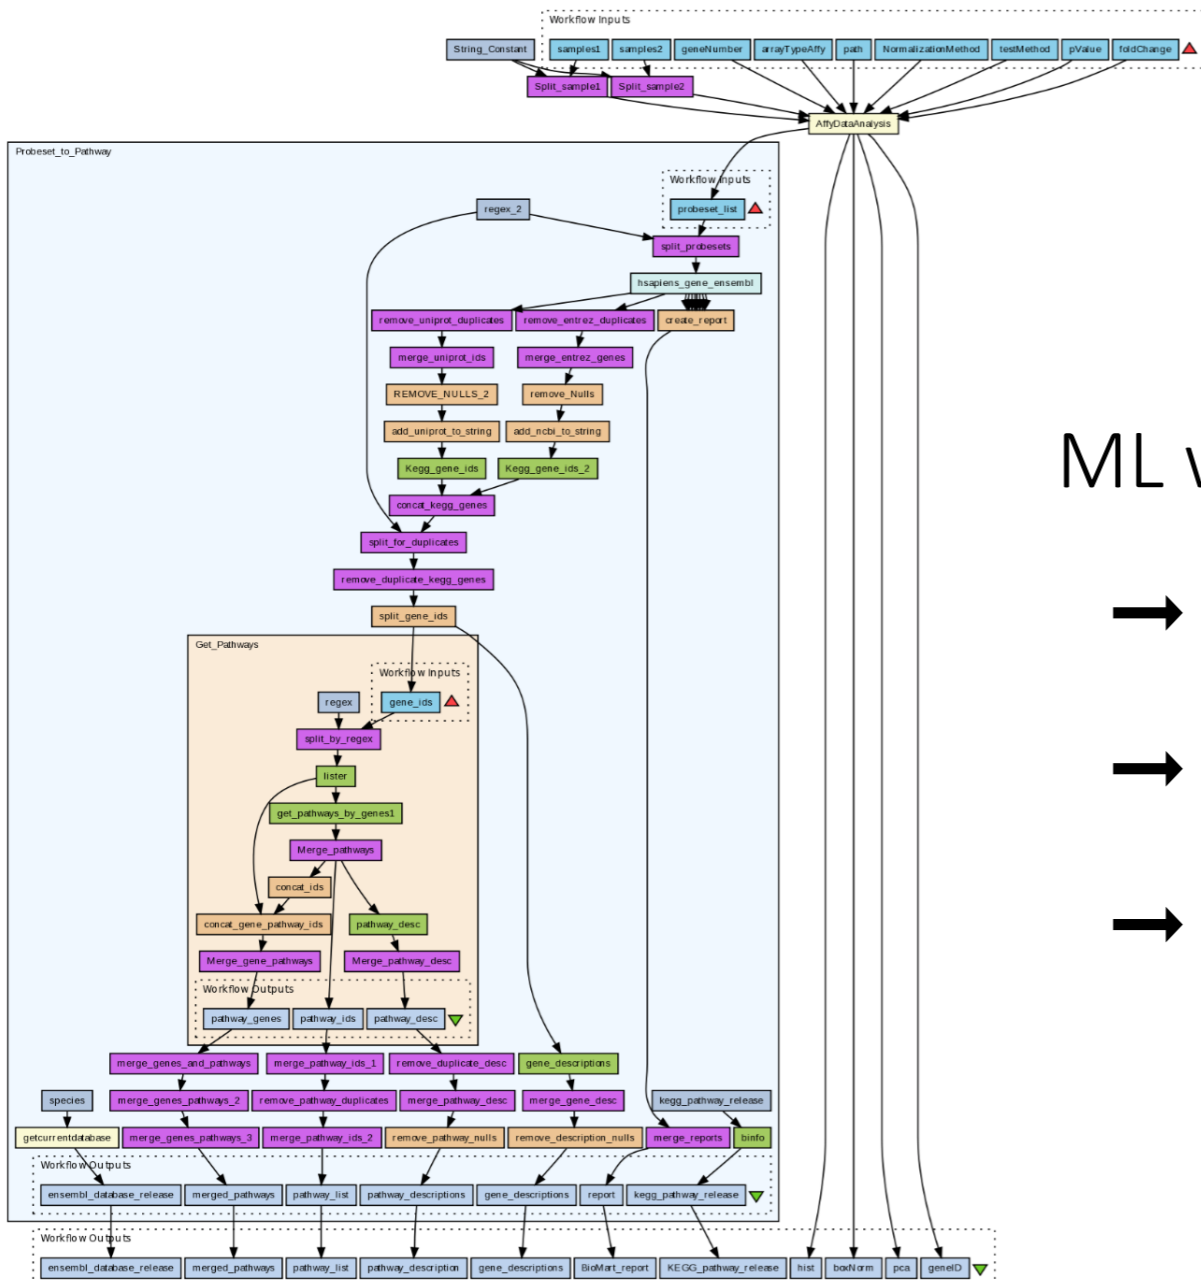 Workflow Inputs
String_Constant samples1 samples2 geneNumber arrayTypeAffy path NormalizationMethod testMethod pValue foldChange
Split_sample1 Split_sample2
AffyDataAnalysis
Probeset_to_Pathway
Workflow Inputs
regex_2 probeset_list
split_probesets
hsapiens_gene_ensembl
remove_uniprot_duplicates remove_entrez_duplicates create_report
merge_uniprot_ids merge_entrez_genes
REMOVE_NULLS_2 remove_Nulls
add_uniprot_to_string add_ncbi_to_string
Kegg_gene_ids Kegg_gene_ids_2
concat_kegg_genes
split_for_duplicates
remove_duplicate_kegg_genes
split_gene_ids
Get_Pathways
Workflow Inputs
regex gene_ids
split_by_regex
lister
get_pathways_by_genes1
Merge_pathways
concat_ids
concat_gene_pathway_ids pathway_desc
Merge_gene_pathways Merge_pathway_desc
Workflow Outputs
pathway_genes pathway_ids pathway_desc
merge_genes_and_pathways merge_pathway_ids_1 remove_duplicate_desc gene_descriptions
species merge_genes_pathways_2 remove_pathway_duplicates merge_pathway_desc merge_gene_desc kegg_pathway_release
getcurrentdatabase merge_genes_pathways_3 merge_pathway_ids_2 remove_pathway_nulls remove_description_nulls merge_reports binfo
Workflow Outputs
ensembl_database_release merged_pathways pathway_list pathway_descriptions gene_descriptions report kegg_pathway_release
Workflow Outputs
ensembl_database_release merged_pathways pathway_list pathway_description gene_descriptions BioMart_report KEGG_pathway_release hist boxNorm pca geneID
ML